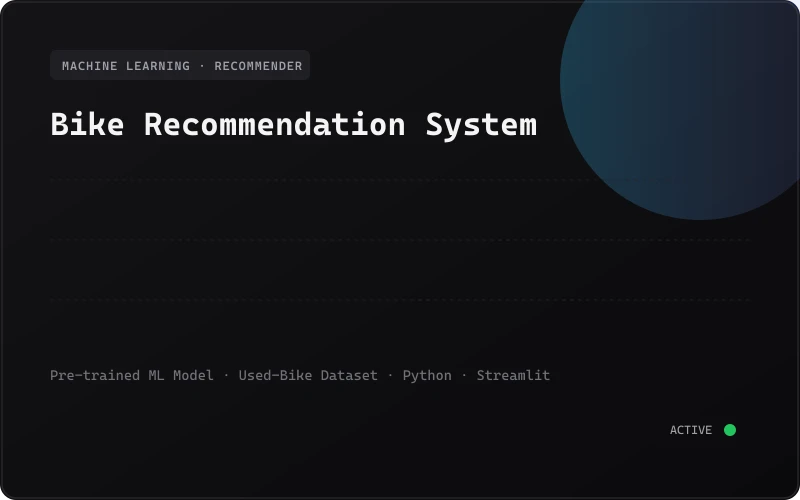 MACHINE LEARNING · RECOMMENDER
Bike Recommendation System
Pre-trained ML Model · Used-Bike Dataset · Python · Streamlit
ACTIVE